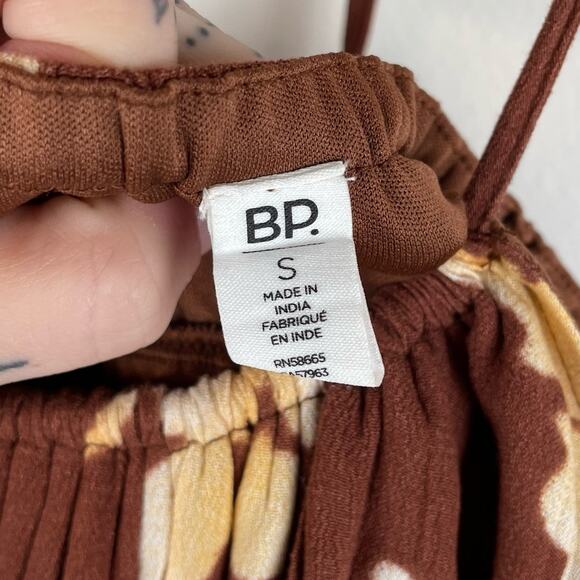 BP.
S
MADE IN
INDIA
FABRIQUÉ
EN INDE
RN58665